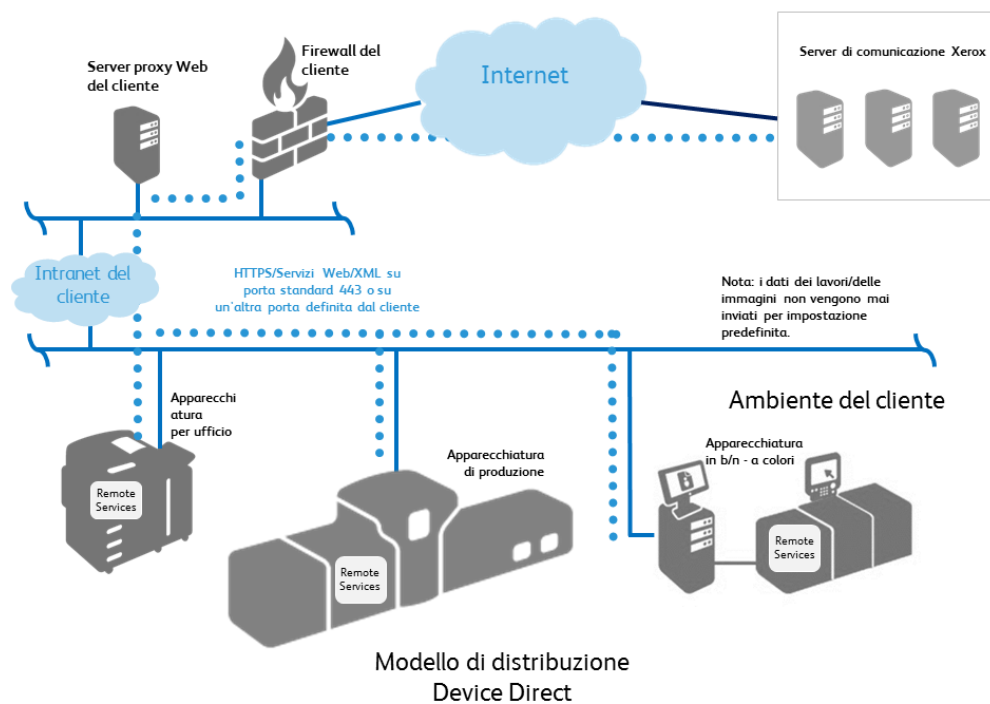 Server proxy Web
del cliente
Firewall del
cliente
Internet
Server di comunicazione Xerox
Intranet del
cliente
HTTPS/Servizi Web/XML su
porta standard 443 o su
un`altra porta definita dal cliente
Nota: i dati dei lavori/delle
immagini non vengono mai
inviati per impostazione
predefinita.
Ambiente del cliente
Apparecchi
atura
per ufficio
Remote
Services
Apparecchiatura
di produzione
Remote
Services
Apparecchiatura
in b/n - a colori
Remote
Services
Modello di distribuzione
Device Direct